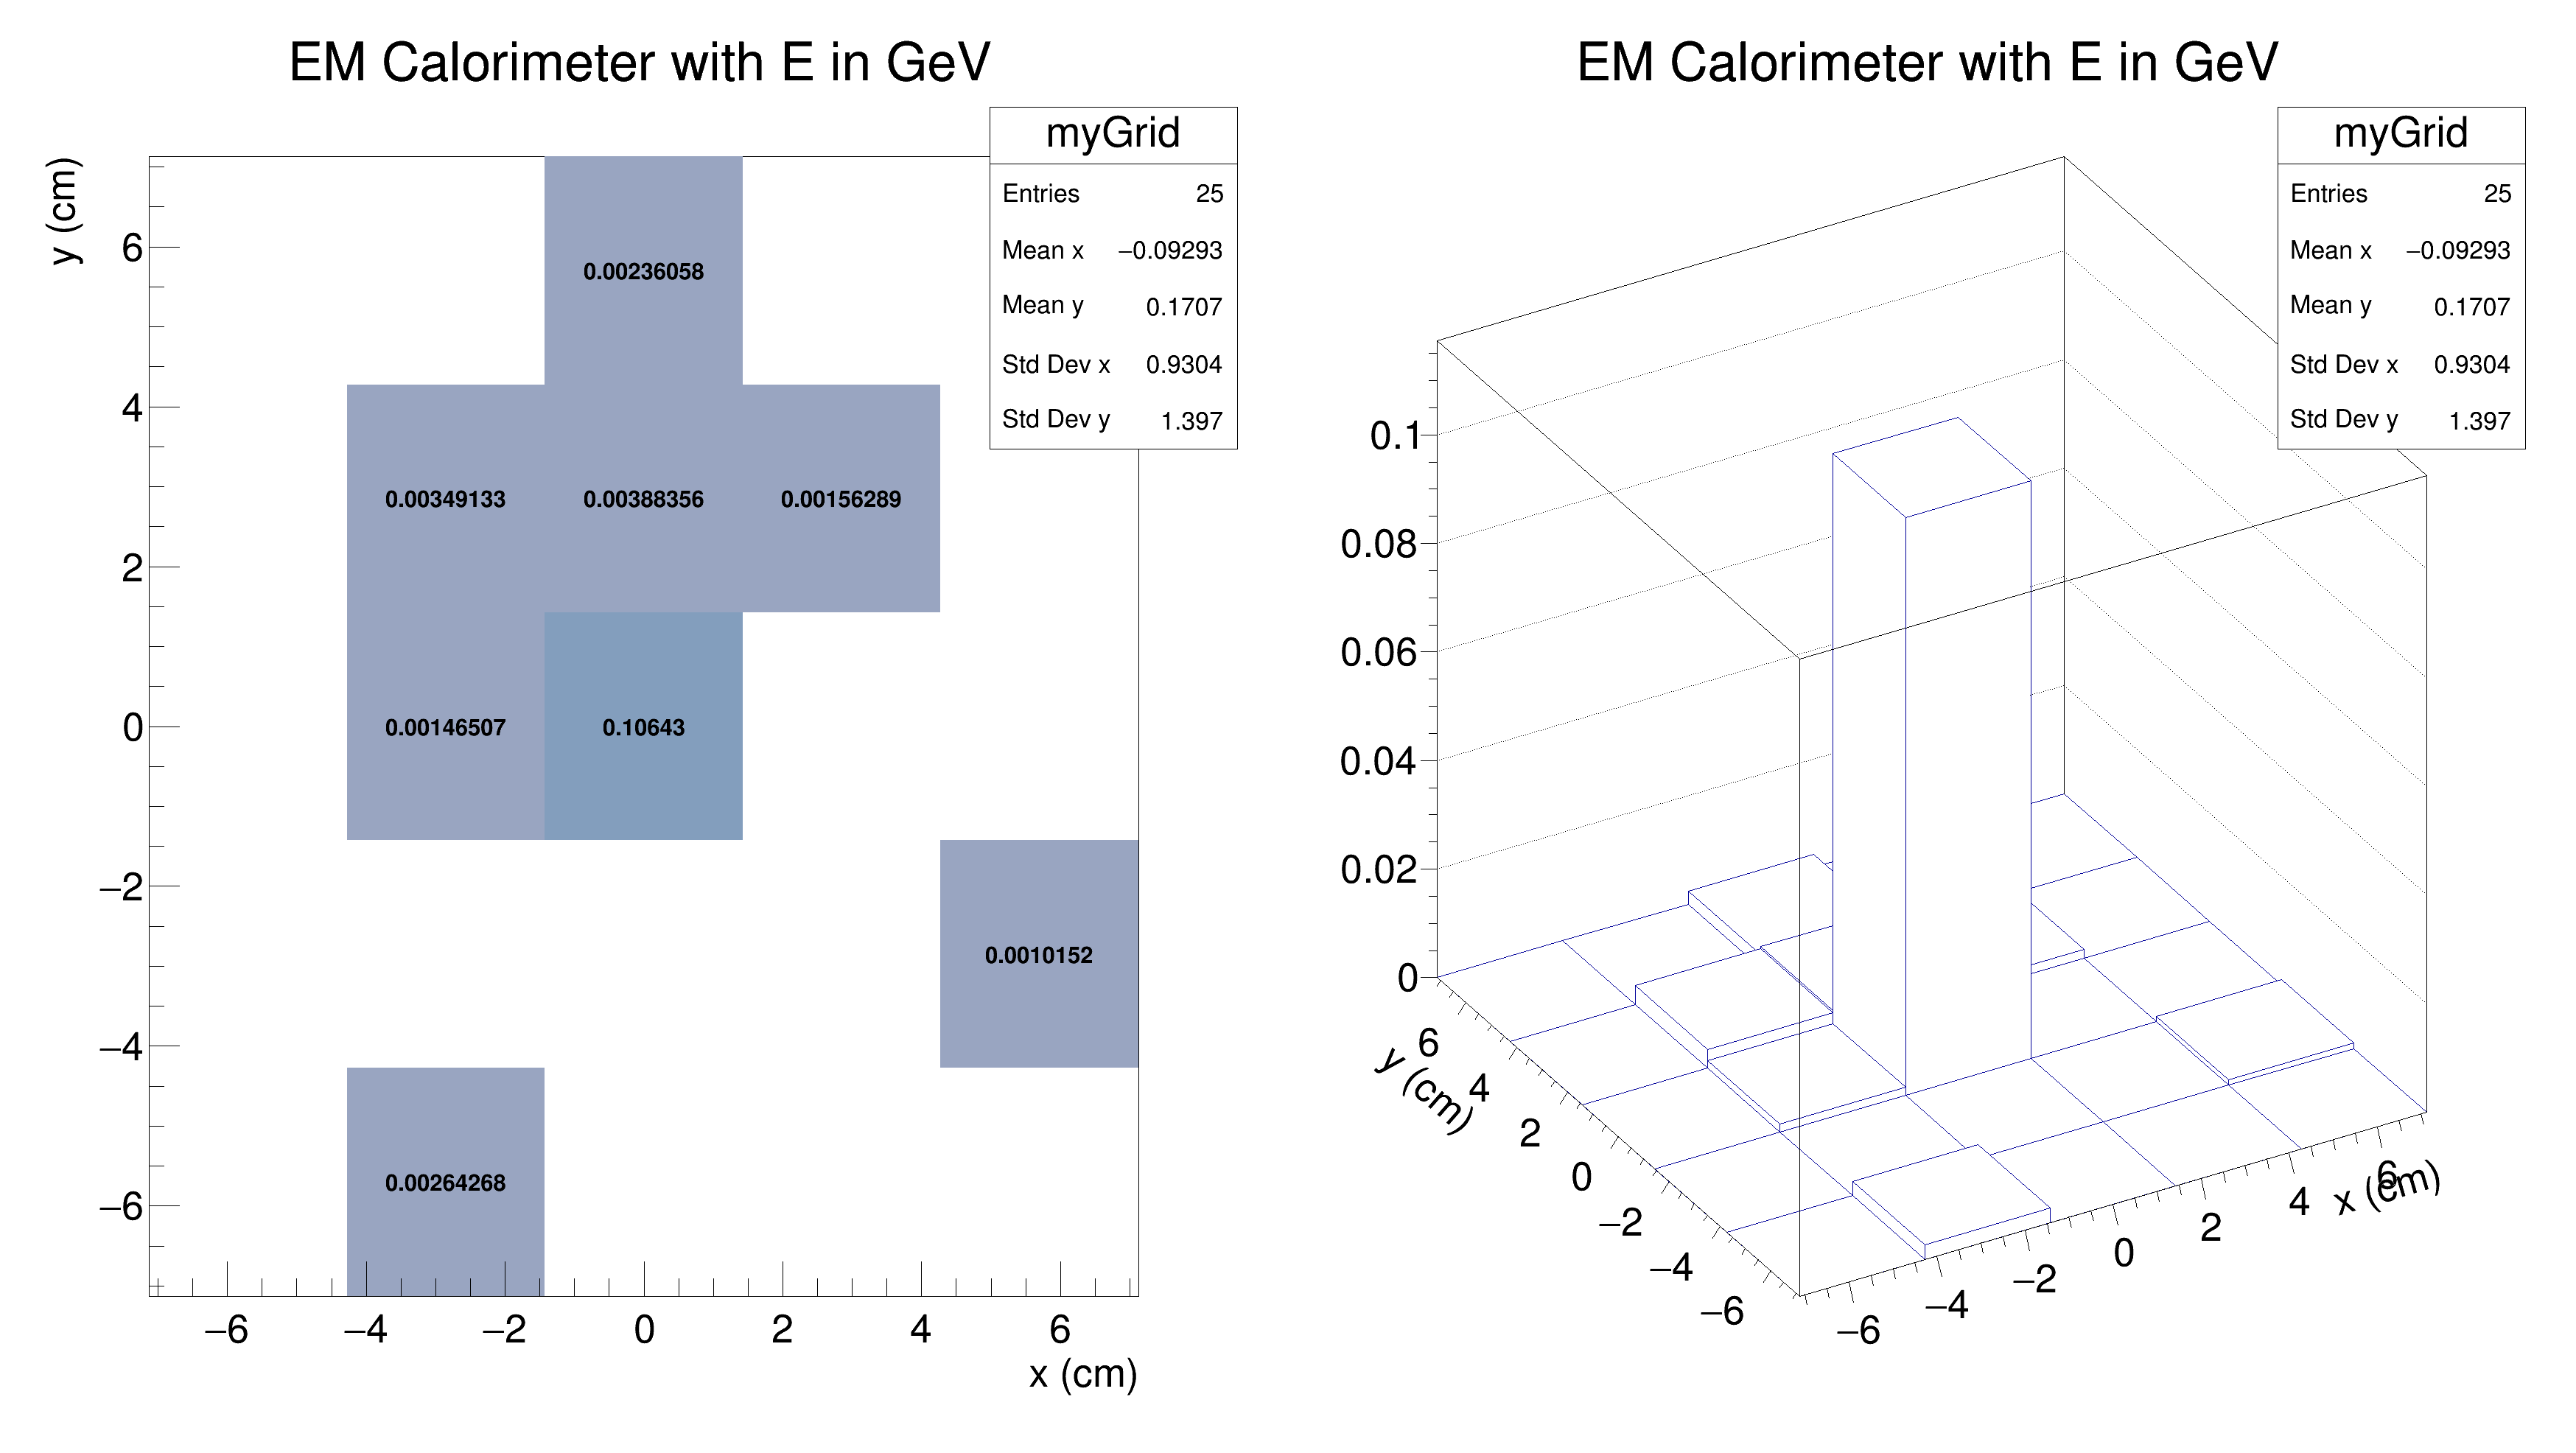 EM Calorimeter with E in GeV
myGrid
Entries 25
Mean x −0.09293
Mean y 0.1707
Std Dev x 0.9304
Std Dev y 1.397
y (cm)
6
4
2
0
−2
−4
−6
0.00236058
0.00349133 0.00388356 0.00156289
0.00146507 0.10643
0.0010152
0.00264268
−6 −4 −2 0 2 4 6
x (cm)
EM Calorimeter with E in GeV
myGrid
Entries 25
Mean x −0.09293
Mean y 0.1707
Std Dev x 0.9304
Std Dev y 1.397
0.1
0.08
0.06
0.04
0.02
0
y (cm)
6
4
2
0
−2
−4
−6
−6
−4
−2
0
2
4
6
x (cm)